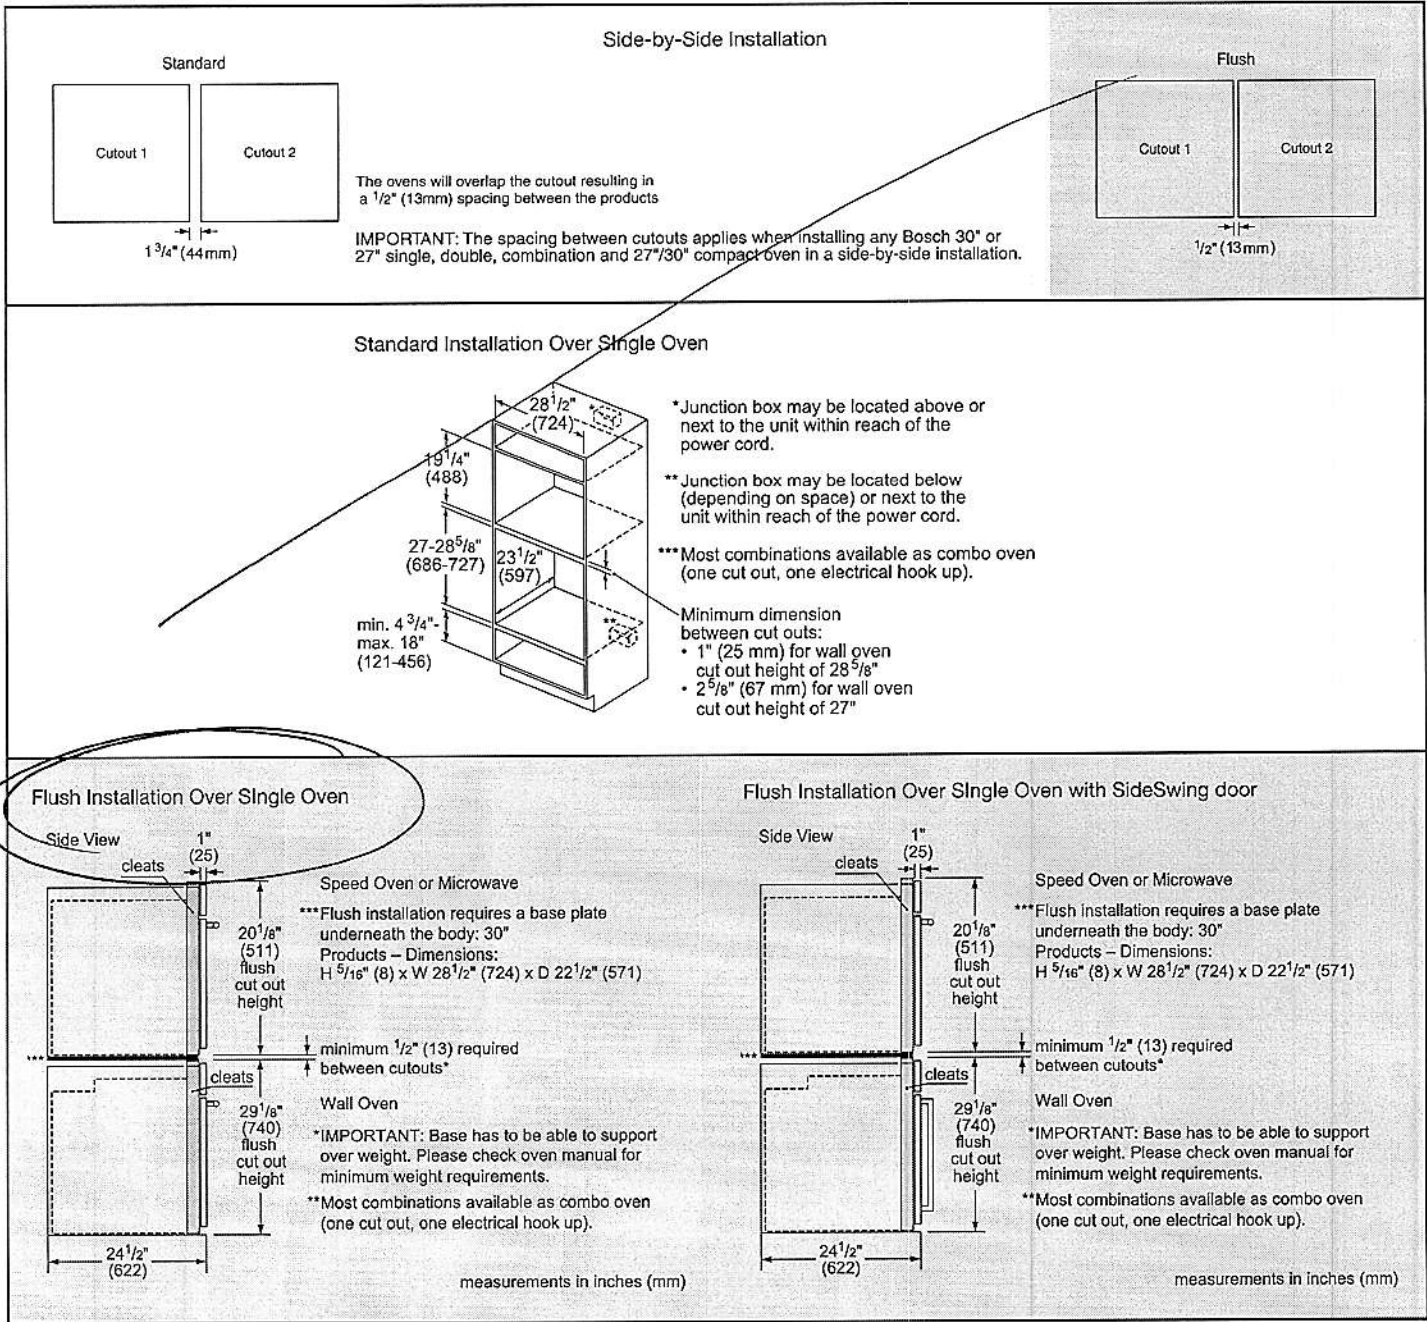 Side-by-Side Installation
Standard
Cutout 1
Cutout 2
1 3/4" (44mm)
The ovens will overlap the cutout resulting in
a 1/2" (13mm) spacing between the products
IMPORTANT: The spacing between cutouts applies when installing any Bosch 30" or
27" single, double, combination and 27"/30" compact oven in a side-by-side installation.
Flush
Cutout 1
Cutout 2
1/2" (13mm)
Standard Installation Over Single Oven
28 1/2"
(724)
19 1/4"
(488)
27-28 5/8"
(686-727)
23 1/2"
(597)
min. 4 3/4"-
max. 18"
(121-456)
*
**
*Junction box may be located above or
next to the unit within reach of the
power cord.
**Junction box may be located below
(depending on space) or next to the
unit within reach of the power cord.
***Most combinations available as combo oven
(one cut out, one electrical hook up).
Minimum dimension
between cut outs:
• 1" (25 mm) for wall oven
cut out height of 28 5/8"
• 2 5/8" (67 mm) for wall oven
cut out height of 27"
Flush Installation Over Single Oven
Side View
1"
(25)
cleats
20 1/8"
(511)
flush
cut out
height
Speed Oven or Microwave
***Flush installation requires a base plate
underneath the body: 30"
Products – Dimensions:
H 5/16" (8) x W 28 1/2" (724) x D 22 1/2" (571)
***
minimum 1/2" (13) required
between cutouts*
cleats
29 1/8"
(740)
flush
cut out
height
Wall Oven
*IMPORTANT: Base has to be able to support
over weight. Please check oven manual for
minimum weight requirements.
**Most combinations available as combo oven
(one cut out, one electrical hook up).
24 1/2"
(622)
measurements in inches (mm)
Flush Installation Over Single Oven with SideSwing door
Side View
1"
(25)
cleats
20 1/8"
(511)
flush
cut out
height
Speed Oven or Microwave
***Flush installation requires a base plate
underneath the body: 30"
Products – Dimensions:
H 5/16" (8) x W 28 1/2" (724) x D 22 1/2" (571)
***
minimum 1/2" (13) required
between cutouts*
cleats
29 1/8"
(740)
flush
cut out
height
Wall Oven
*IMPORTANT: Base has to be able to support
over weight. Please check oven manual for
minimum weight requirements.
**Most combinations available as combo oven
(one cut out, one electrical hook up).
24 1/2"
(622)
measurements in inches (mm)